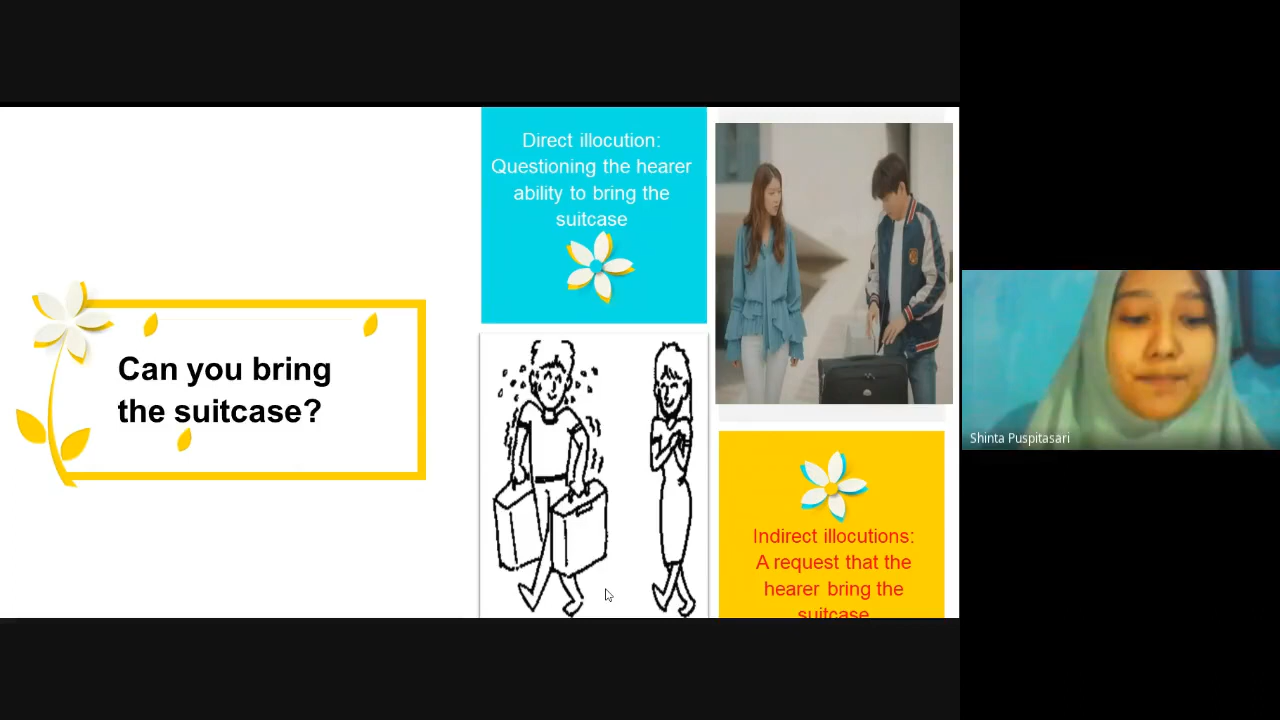 Can you bring
the suitcase?
Direct illocution:
Questioning the hearer
ability to bring the
suitcase
Indirect illocutions:
A request that the
hearer bring the
suitcase
Shinta Puspitasari